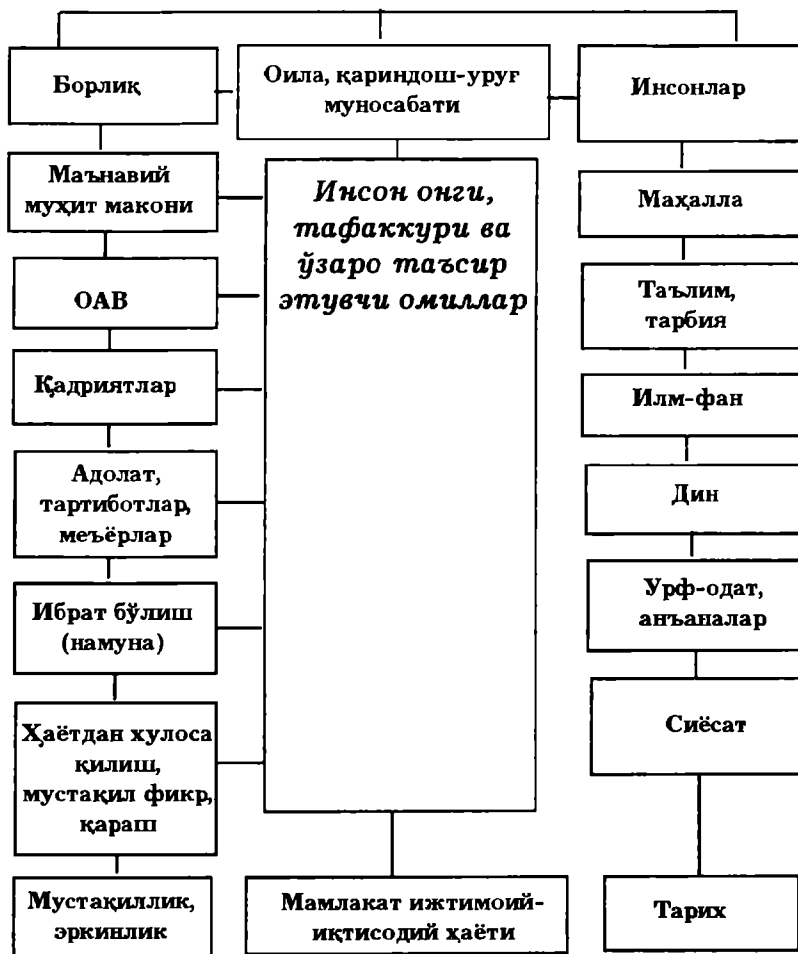 Борлиқ
Оила, қариндош-уруғ
муносабати
Инсонлар
Маънавий
муҳит макони
Инсон онги,
тафаккури ва
ўзаро таъсир
этувчи омиллар
Маҳалла
ОАВ
Таълим,
тарбия
Қадриятлар
Илм-фан
Адолат,
тартиботлар,
меъёрлар
Дин
Ибрат бўлиш
(намуна)
Урф-одат,
анъаналар
Ҳаётдан хулоса
қилиш,
мустақил фикр,
қараш
Сиёсат
Мустақиллик,
эркинлик
Мамлакат ижтимоий-
иқтисодий ҳаёти
Тарих